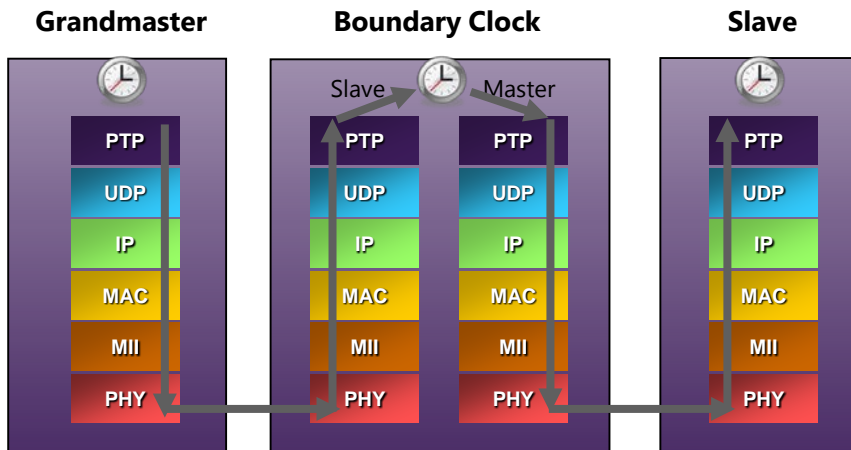 Grandmaster
Boundary Clock
Slave
Slave
Master
PTP
PTP
PTP
PTP
UDP
UDP
UDP
UDP
IP
IP
IP
IP
MAC
MAC
MAC
MAC
MII
MII
MII
MII
PHY
PHY
PHY
PHY